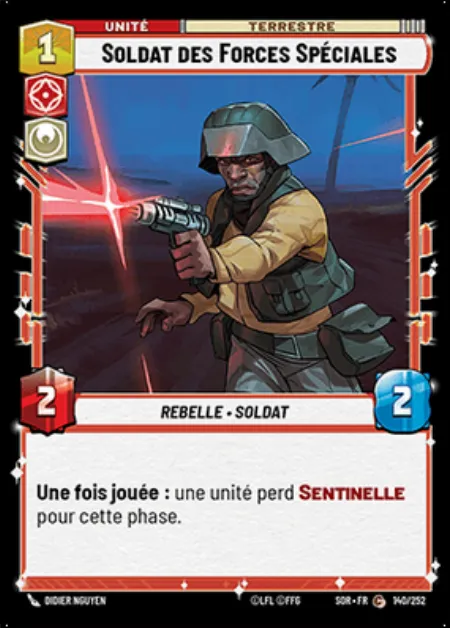 UNITÉ TERRESTRE
1
SOLDAT DES FORCES SPÉCIALES
2
REBELLE • SOLDAT
2
Une fois jouée : une unité perd SENTINELLE
pour cette phase.
DIDIER NGUYEN ©LFL ©FFG SOR • FR C 140/252